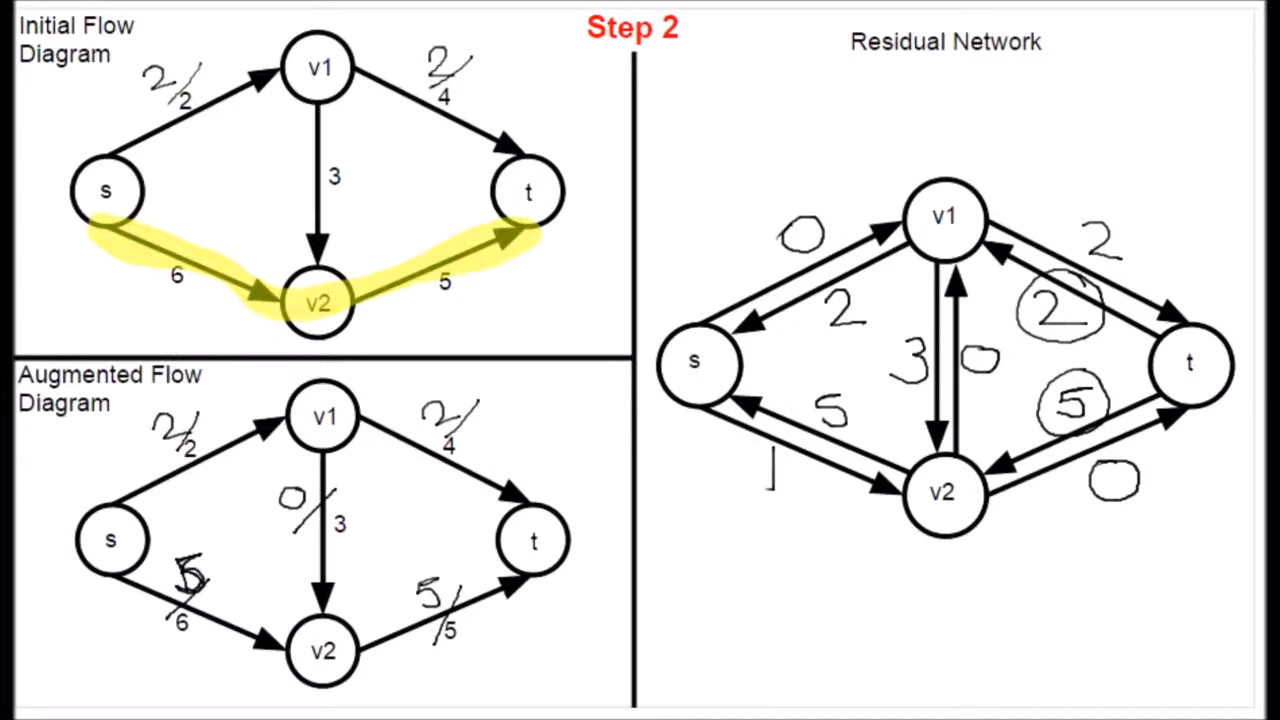 Initial Flow
Diagram
Step 2
Residual Network
v1
2/2
2/4
s
3
t
6
v2
5
Augmented Flow
Diagram
v1
2/2
2/4
s
0/3
t
5/6
5/5
v2
v1
0
2
2
2
s
3
0
t
5
5
1
v2
0